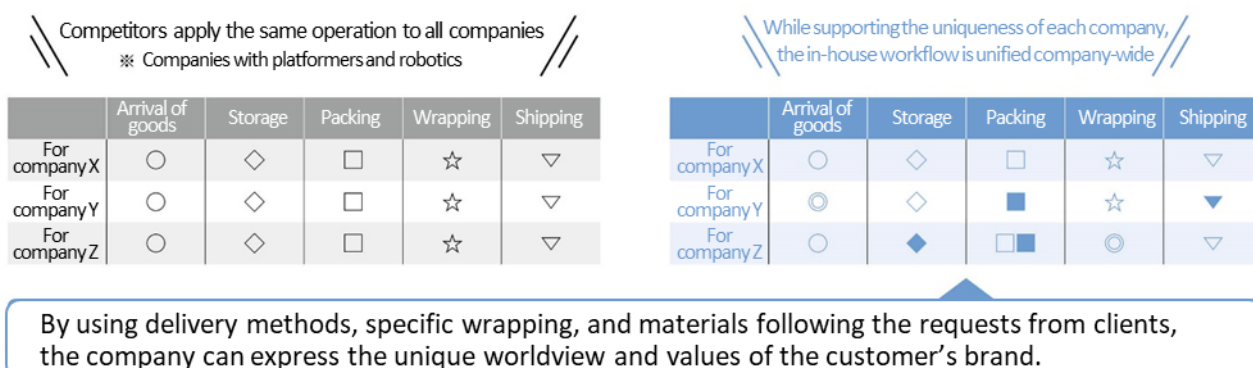 Competitors apply the same operation to all companies
※ Companies with platformers and robotics
Arrival of goods Storage Packing Wrapping Shipping
For company X ○ ◇ □ ☆ ▽
For company Y ○ ◇ □ ☆ ▽
For company Z ○ ◇ □ ☆ ▽
While supporting the uniqueness of each company,
the in-house workflow is unified company-wide
Arrival of goods Storage Packing Wrapping Shipping
For company X ○ ◇ □ ☆ ▽
For company Y ◎ ◇ ■ ☆ ▼
For company Z ○ ◆ □■ ◎ ▽
By using delivery methods, specific wrapping, and materials following the requests from clients,
the company can express the unique worldview and values of the customer's brand.